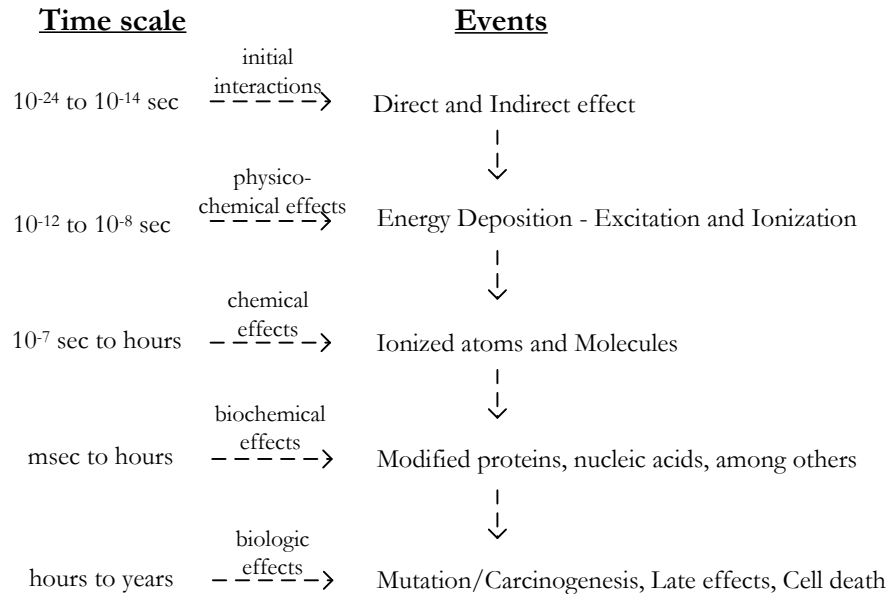 Time scale
Events
initial
interactions
10-24 to 10-14 sec
Direct and Indirect effect
physico-
chemical effects
10-12 to 10-8 sec
Energy Deposition - Excitation and Ionization
chemical
effects
10-7 sec to hours
Ionized atoms and Molecules
biochemical
effects
msec to hours
Modified proteins, nucleic acids, among others
biologic
effects
hours to years
Mutation/Carcinogenesis, Late effects, Cell death